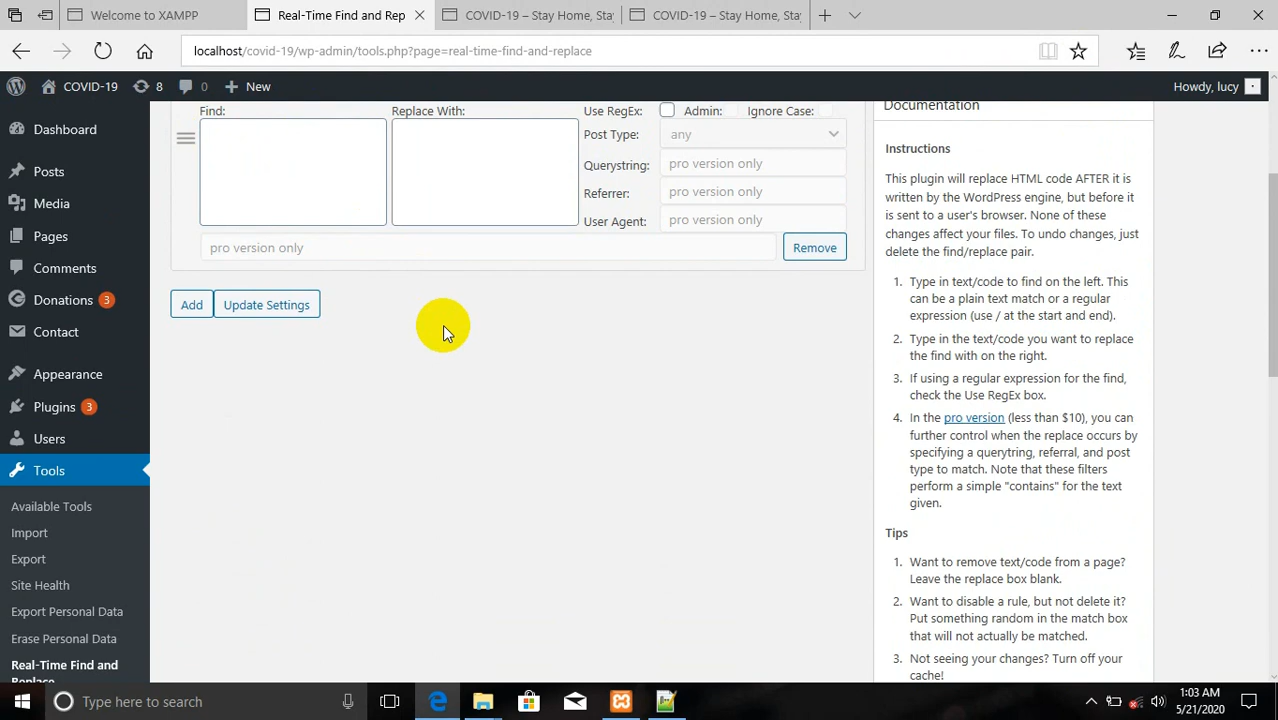 Welcome to XAMPP
Real-Time Find and Rep
COVID-19 – Stay Home, Sta
COVID-19 – Stay Home, Sta
localhost/covid-19/wp-admin/tools.php?page=real-time-find-and-replace
COVID-19
8
0
New
Howdy, lucy
Dashboard
Posts
Media
Pages
Comments
Donations 3
Contact
Appearance
Plugins 3
Users
Tools
Available Tools
Import
Export
Site Health
Export Personal Data
Erase Personal Data
Real-Time Find and
Replace
Find:
Replace With:
Use RegEx:
Admin:
Ignore Case:
Post Type:
any
Querystring:
pro version only
Referrer:
pro version only
User Agent:
pro version only
pro version only
Remove
Add
Update Settings
Documentation
Instructions
This plugin will replace HTML code AFTER it is
written by the WordPress engine, but before it
is sent to a user's browser. None of these
changes affect your files. To undo changes, just
delete the find/replace pair.
1. Type in text/code to find on the left. This
can be a plain text match or a regular
expression (use / at the start and end).
2. Type in the text/code you want to replace
the find with on the right.
3. If using a regular expression for the find,
check the Use RegEx box.
4. In the pro version (less than $10), you can
further control when the replace occurs by
specifying a querytring, referral, and post
type to match. Note that these filters
perform a simple "contains" for the text
given.
Tips
1. Want to remove text/code from a page?
Leave the replace box blank.
2. Want to disable a rule, but not delete it?
Put something random in the match box
that will not actually be matched.
3. Not seeing your changes? Turn off your
cache!
Type here to search
1:03 AM
5/21/2020